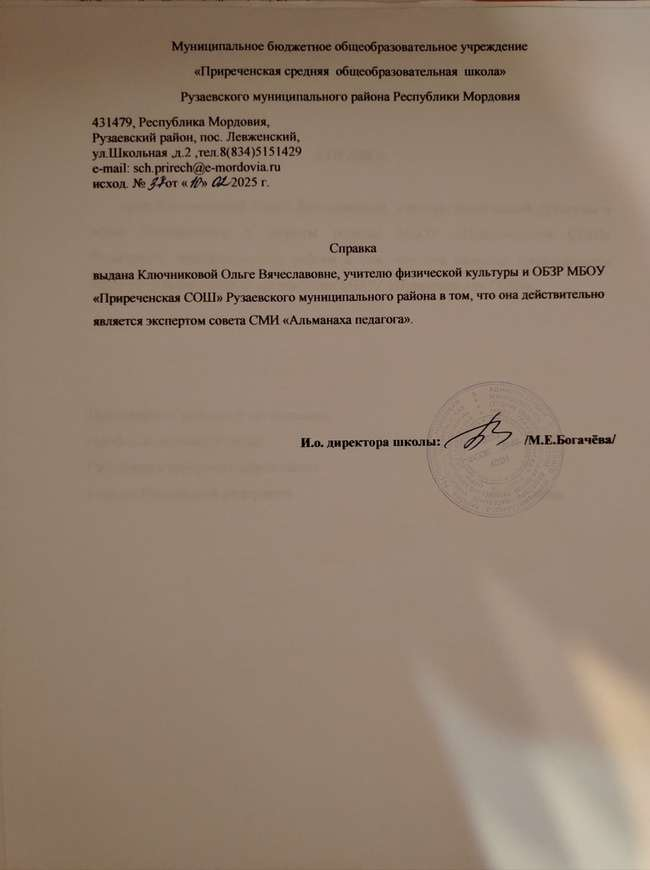 Муниципальное бюджетное общеобразовательное учреждение
«Приреченская средняя общеобразовательная школа»
Рузаевского муниципального района Республики Мордовия
431479, Республика Мордовия,
Рузаевский район, пос. Левженский,
ул.Школьная ,д.2 ,тел.8(834)5151429
e-mail: sch.prirech@e-mordovia.ru
исход. № 37 от «10» 02 2025 г.
Справка
выдана Ключниковой Ольге Вячеславовне, учителю физической культуры и ОБЗР МБОУ
«Приреченская СОШ» Рузаевского муниципального района в том, что она действительно
является экспертом совета СМИ «Альманаха педагога».
И.о. директора школы: /М.Е.Богачёва/